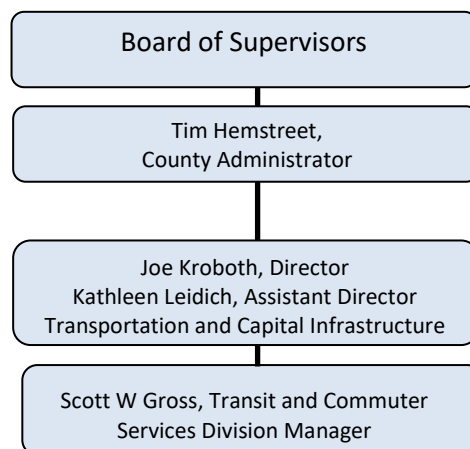 Board of Supervisors
Tim Hemstreet,
County Administrator
Joe Kroboth, Director
Kathleen Leidich, Assistant Director
Transportation and Capital Infrastructure
Scott W Gross, Transit and Commuter
Services Division Manager